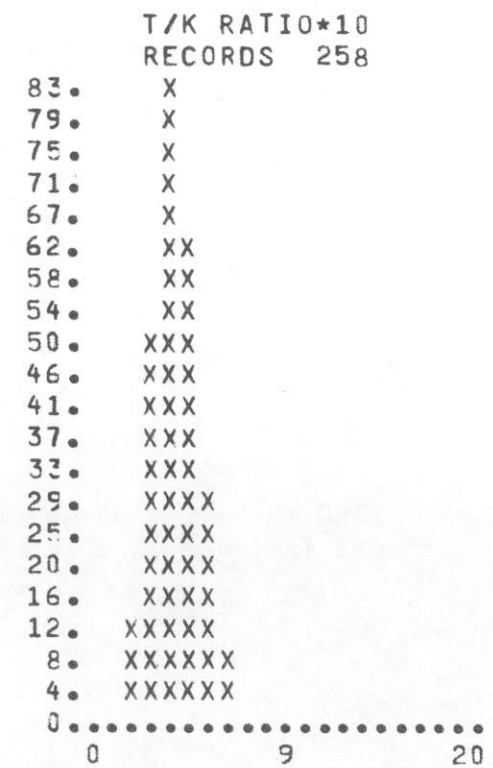 T/K RATIO*10
RECORDS 258
83. X
79. X
75. X
71. X
67. X
62. XX
58. XX
54. XX
50. XXX
46. XXX
41. XXX
37. XXX
33. XXX
29. XXXX
25. XXXX
20. XXXX
16. XXXX
12. XXXXX
8. XXXXXX
4. XXXXXX
0......................
0 9 20